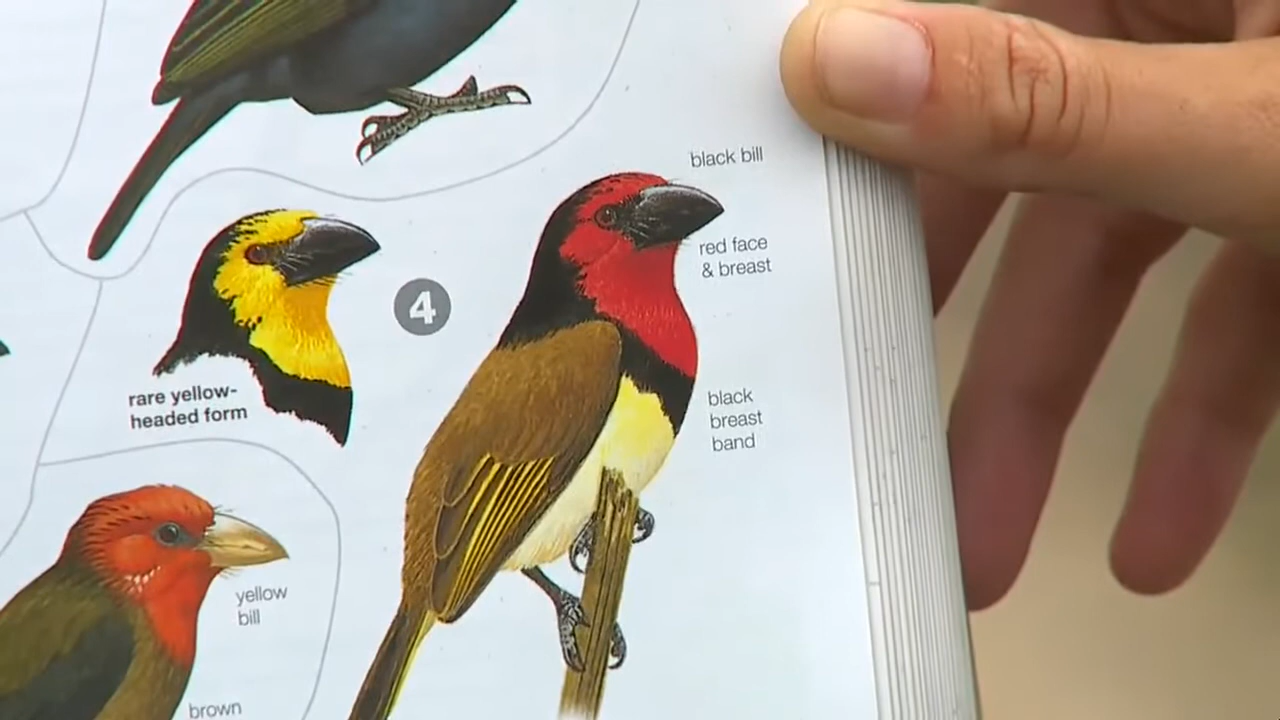 black bill
red face
& breast
4
rare yellow-
headed form
black
breast
band
yellow
bill
brown